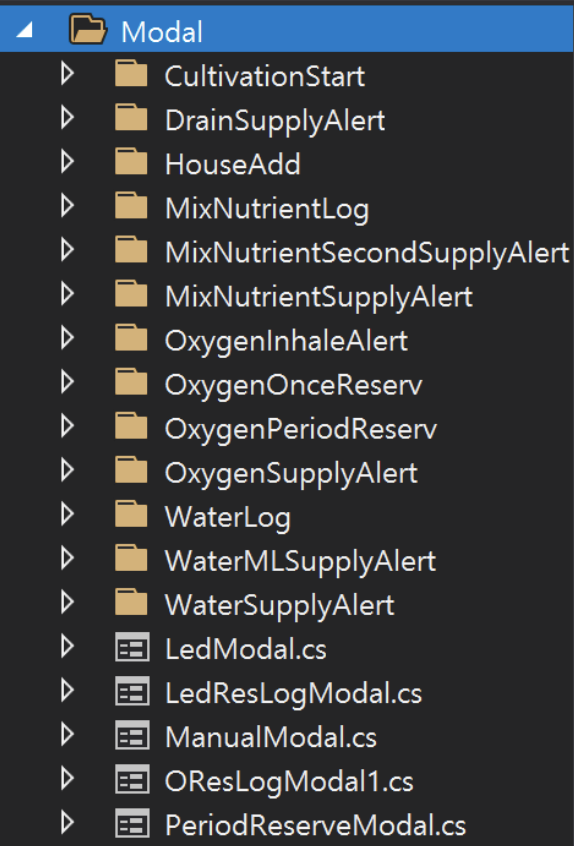 Modal
CultivationStart
DrainSupplyAlert
HouseAdd
MixNutrientLog
MixNutrientSecondSupplyAlert
MixNutrientSupplyAlert
OxygenInhaleAlert
OxygenOnceReserv
OxygenPeriodReserv
OxygenSupplyAlert
WaterLog
WaterMLSupplyAlert
WaterSupplyAlert
LedModal.cs
LedResLogModal.cs
ManualModal.cs
OResLogModal1.cs
PeriodReserveModal.cs